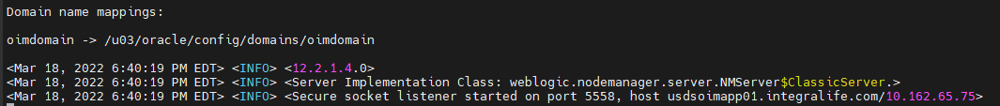 Domain name mappings:
oimdomain -> /u03/oracle/config/domains/oimdomain
<Mar 18, 2022 6:40:19 PM EDT> <INFO> <12.2.1.4.0>
<Mar 18, 2022 6:40:19 PM EDT> <INFO> <Server Implementation Class: weblogic.nodemanager.server.NMServer$ClassicServer.>
<Mar 18, 2022 6:40:19 PM EDT> <INFO> <Secure socket listener started on port 5558, host usdsoimapp01.integralife.com/10.162.65.75>